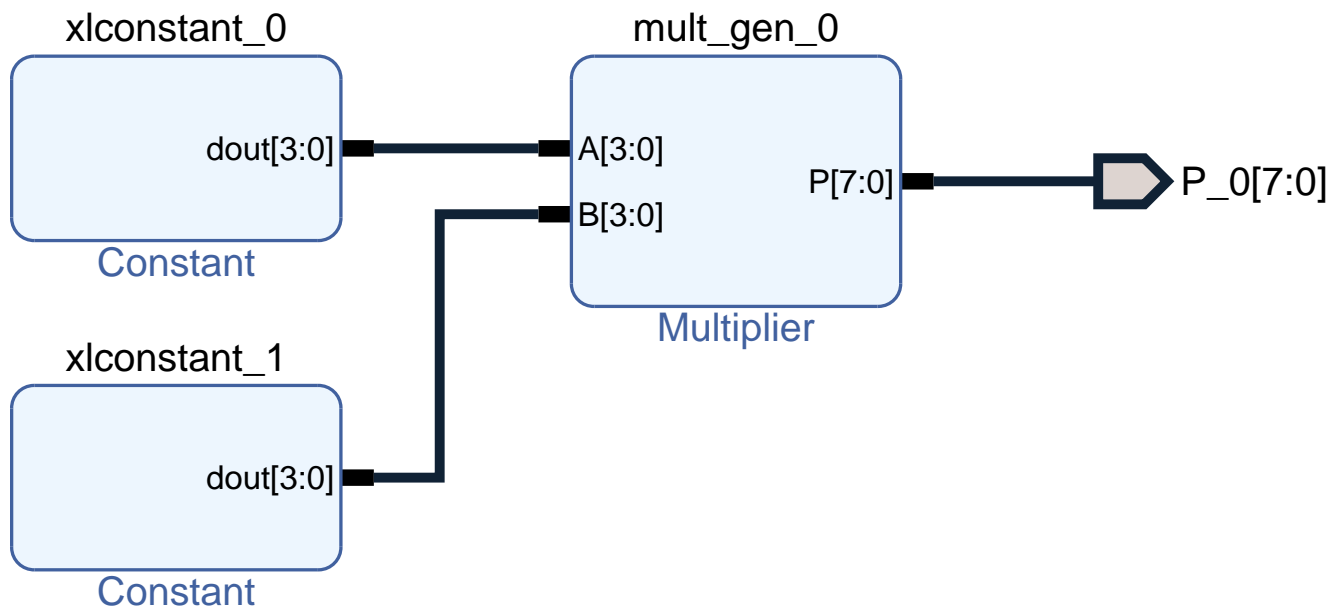 xlconstant_0
dout[3:0]
Constant
mult_gen_0
A[3:0]
B[3:0]
P[7:0]
Multiplier
P_0[7:0]
xlconstant_1
dout[3:0]
Constant